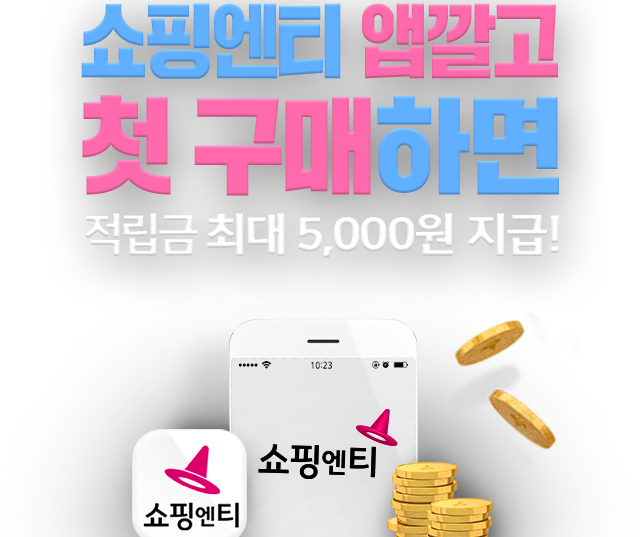 쇼핑엔티 앱깔고
첫 구매하면
적립금 최대 5,000원 지급!
10:23
쇼핑엔티
쇼핑엔티